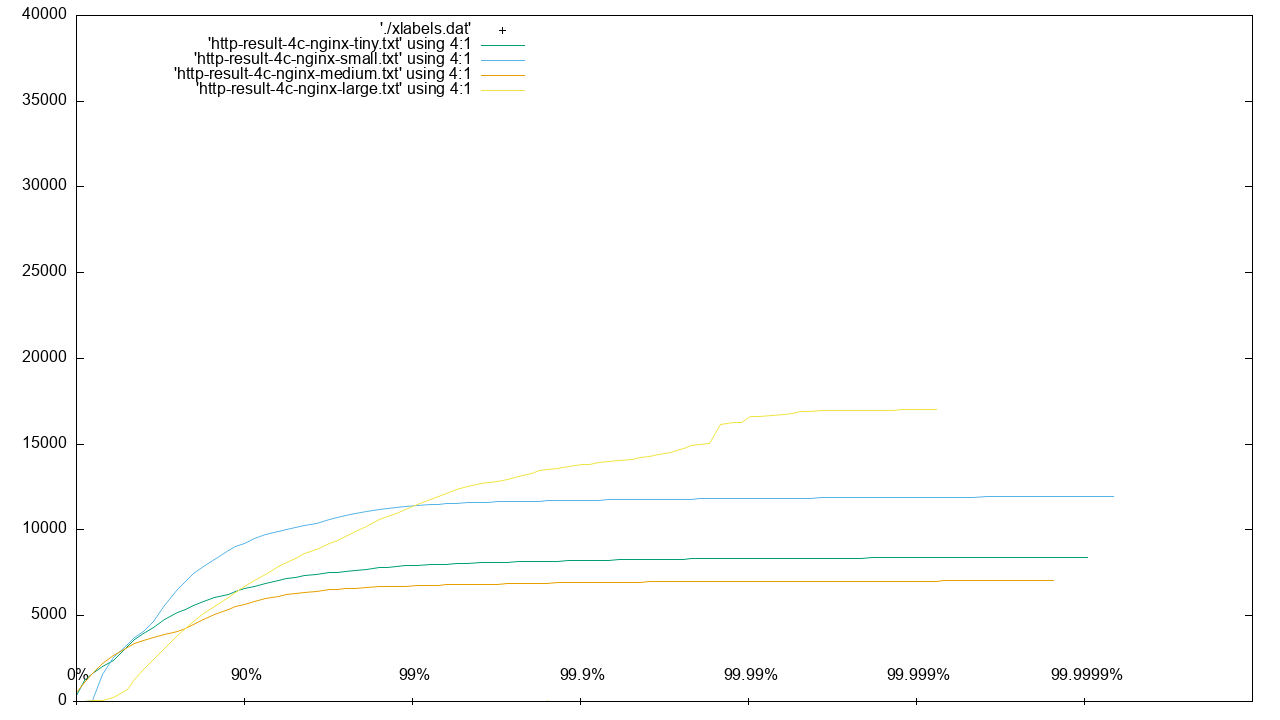 40000
35000
30000
25000
20000
15000
10000
5000
0
'./xlabels.dat'
'http-result-4c-nginx-tiny.txt' using 4:1
'http-result-4c-nginx-small.txt' using 4:1
'http-result-4c-nginx-medium.txt' using 4:1
'http-result-4c-nginx-large.txt' using 4:1
0% 90% 99% 99.9% 99.99% 99.999% 99.9999%